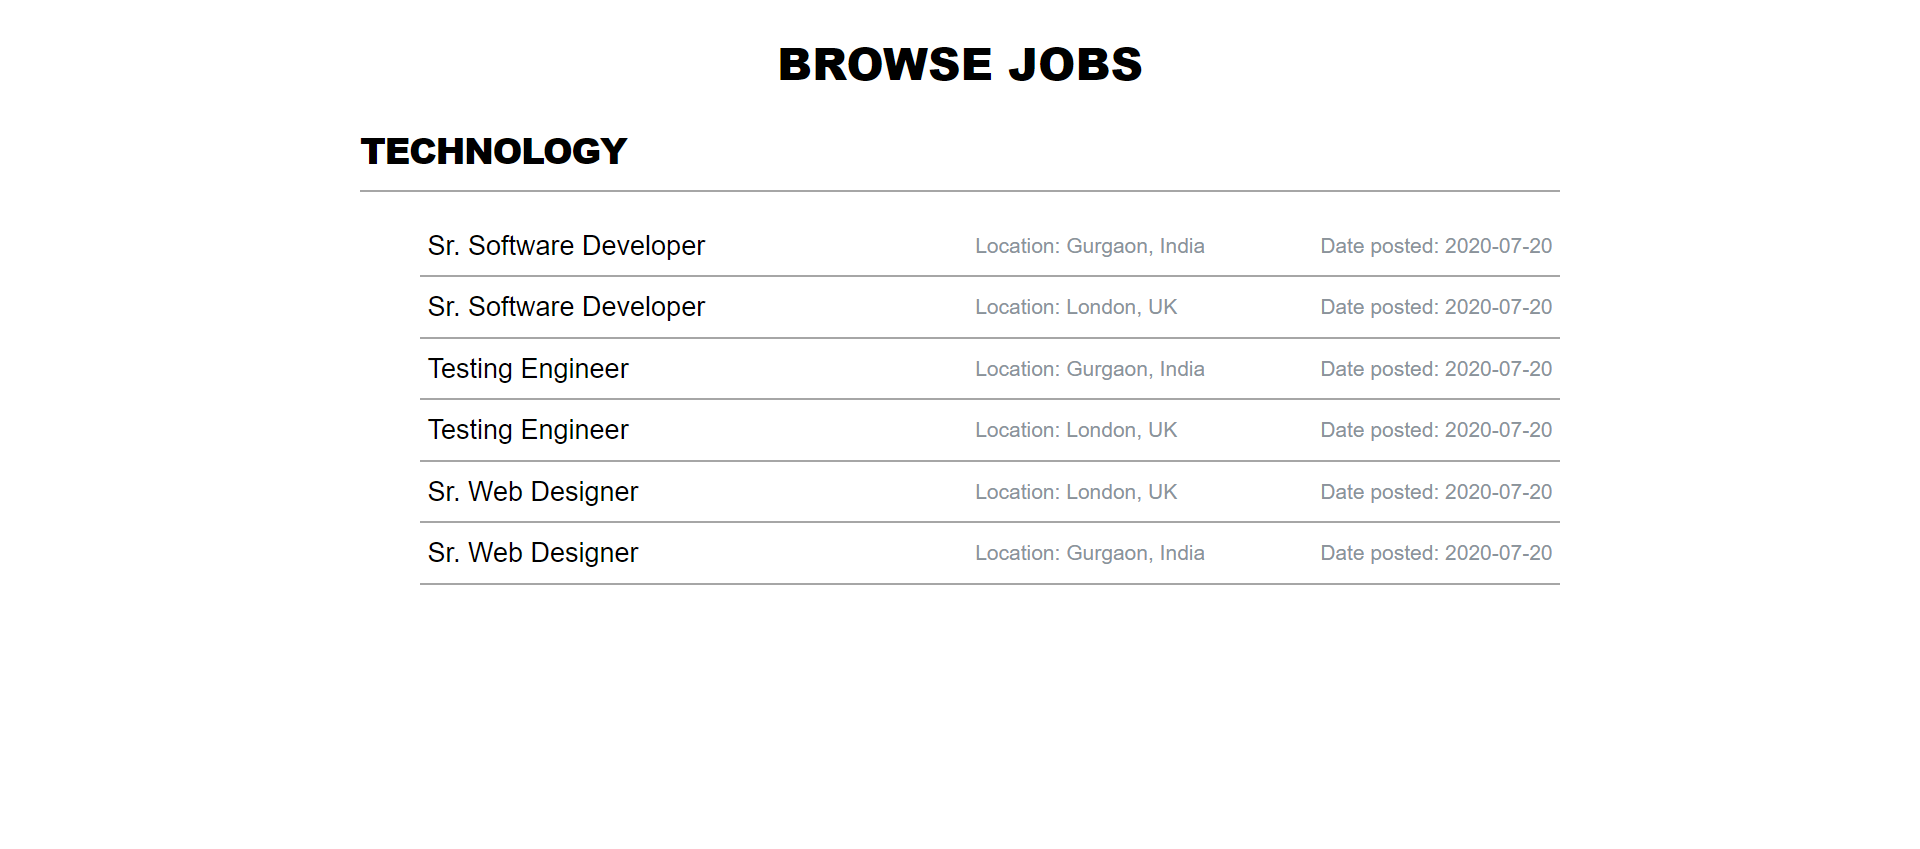 BROWSE JOBS
TECHNOLOGY
Sr. Software Developer Location: Gurgaon, India Date posted: 2020-07-20
Sr. Software Developer Location: London, UK Date posted: 2020-07-20
Testing Engineer Location: Gurgaon, India Date posted: 2020-07-20
Testing Engineer Location: London, UK Date posted: 2020-07-20
Sr. Web Designer Location: London, UK Date posted: 2020-07-20
Sr. Web Designer Location: Gurgaon, India Date posted: 2020-07-20